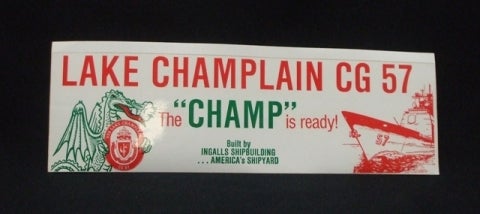 LAKE CHAMPLAIN CG 57
The "CHAMP" is ready!
Built by
INGALLS SHIPBUILDING
...AMERICA'S SHIPYARD
57